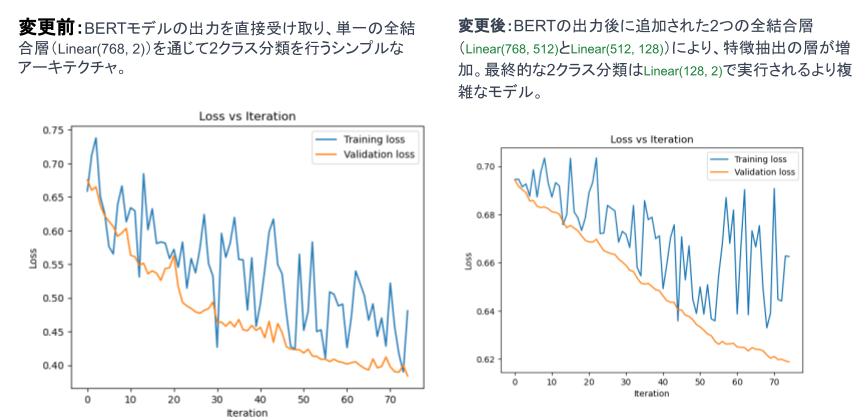 変更前：BERTモデルの出力を直接受け取り、単一の全結
合層（Linear(768, 2)）を通じて2クラス分類を行うシンプルな
アーキテクチャ。
Loss vs Iteration
Training loss
Validation loss
0.75
0.70
0.65
0.60
0.55
0.50
0.45
0.40
Loss
0 10 20 30 40 50 60 70
Iteration
変更後：BERTの出力後に追加された2つの全結合層
（Linear(768, 512)とLinear(512, 128)）により、特徴抽出の層が増
加。最終的な2クラス分類はLinear(128, 2)で実行されるより複
雑なモデル。
Loss vs Iteration
Training loss
Validation loss
0.70
0.68
0.66
0.64
0.62
Loss
0 10 20 30 40 50 60 70
Iteration